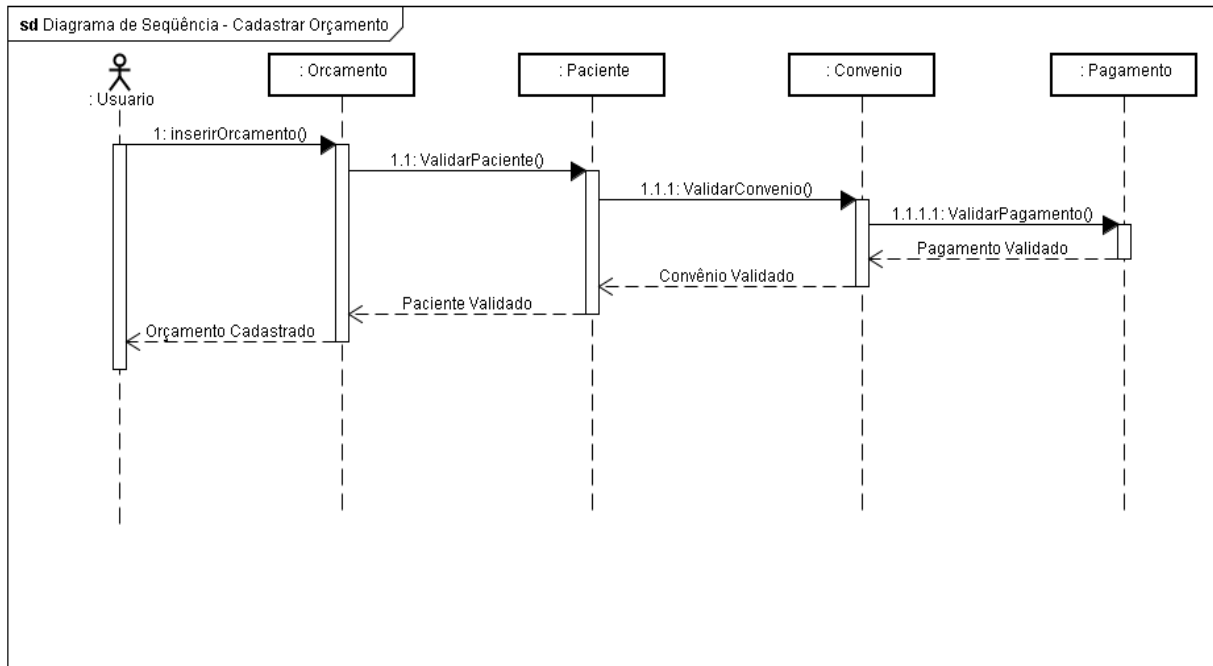 sd Diagrama de Seqüência - Cadastrar Orçamento
: Usuario
: Orcamento
: Paciente
: Convenio
: Pagamento
1: inserirOrcamento()
1.1: ValidarPaciente()
1.1.1: ValidarConvenio()
1.1.1.1: ValidarPagamento()
Pagamento Validado
Convênio Validado
Paciente Validado
Orçamento Cadastrado